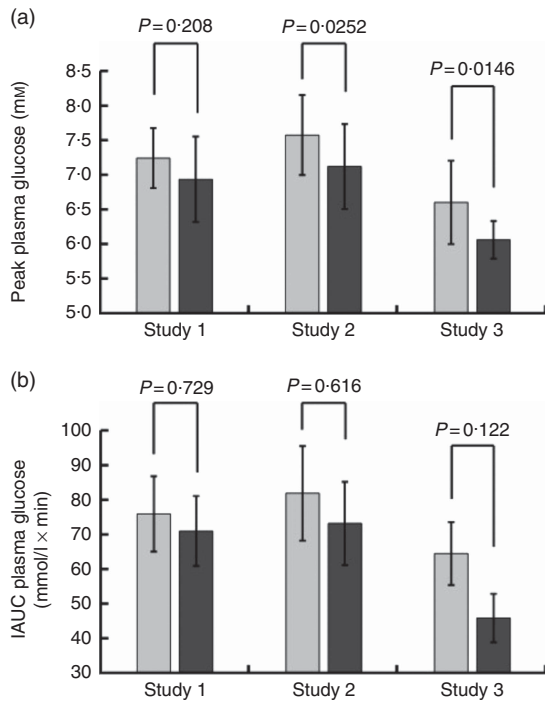 (a)
P=0·208
P=0·0252
P=0·0146
Peak plasma glucose (mM)
8·5
8·0
7·5
7·0
6·5
6·0
5·5
5·0
Study 1
Study 2
Study 3
(b)
P=0·729
P=0·616
P=0·122
IAUC plasma glucose
(mmol/l × min)
100
90
80
70
60
50
40
30
Study 1
Study 2
Study 3